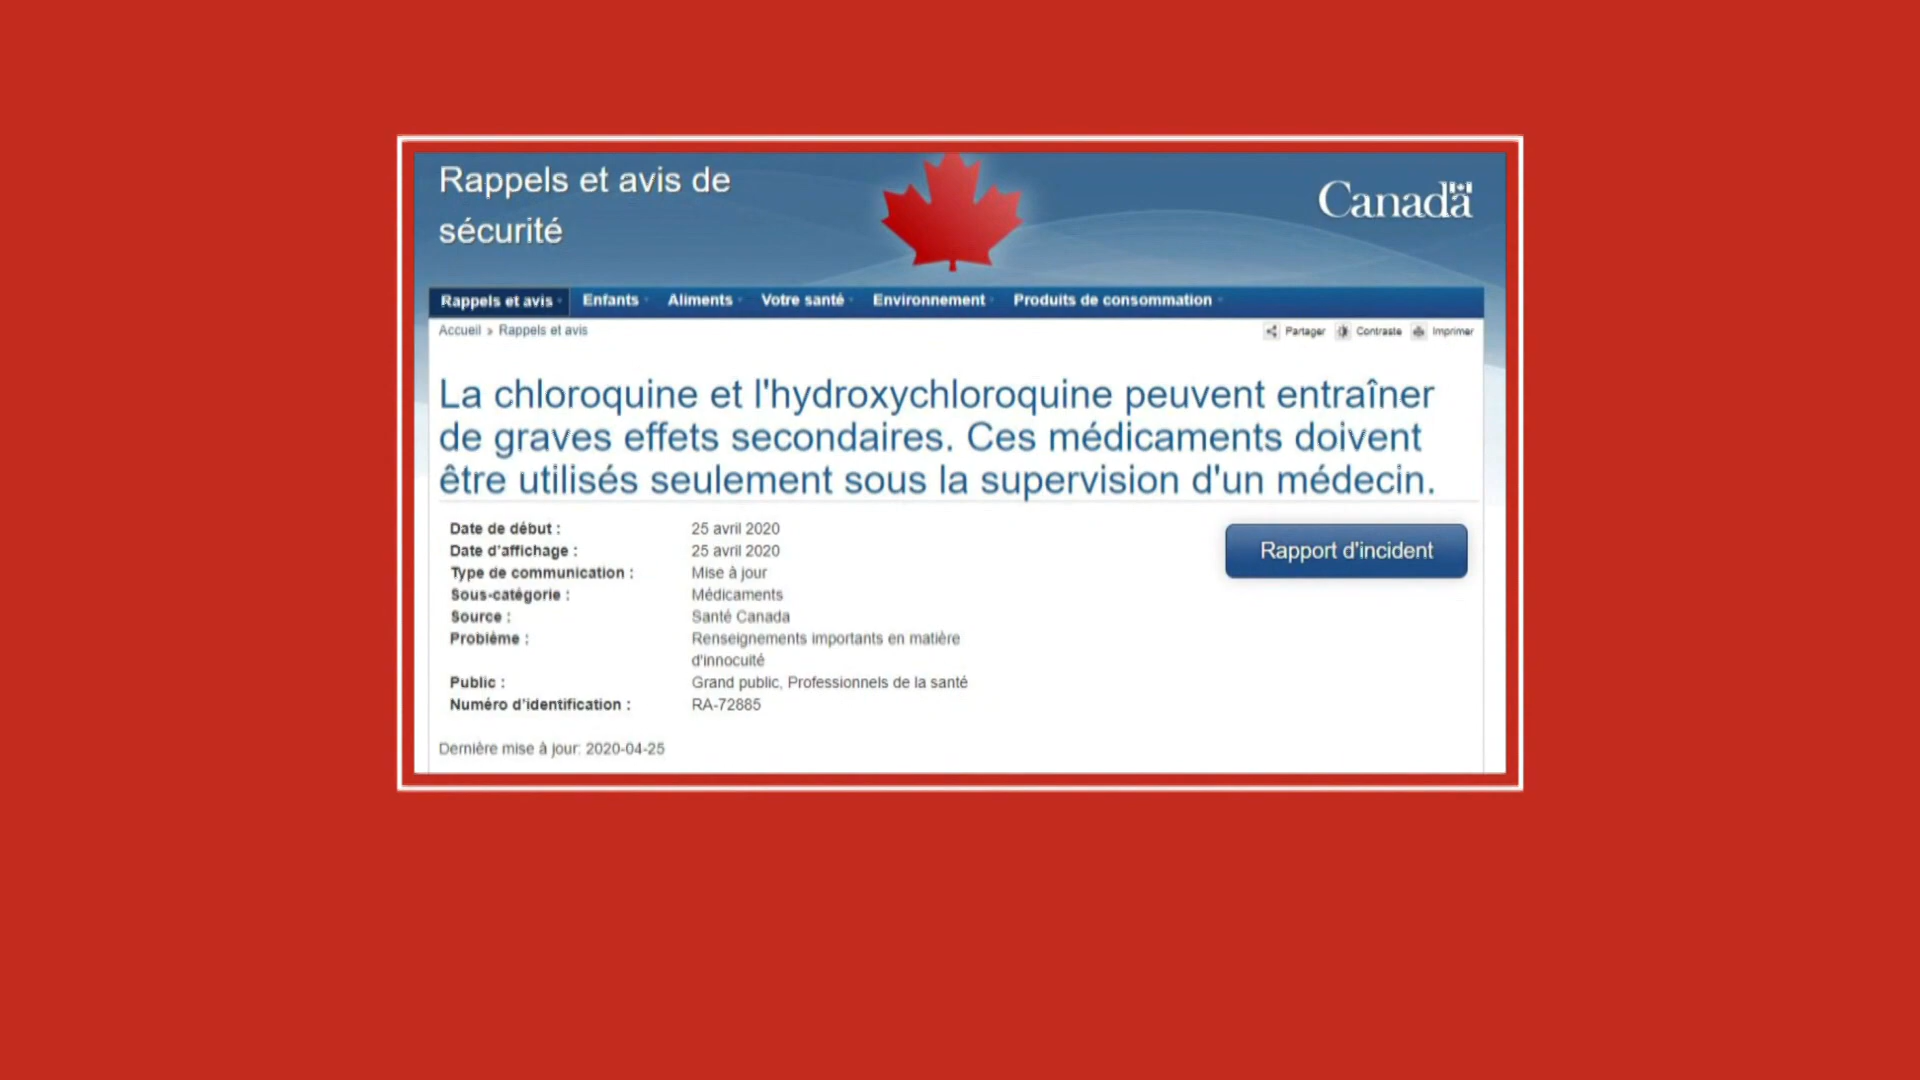 Rappels et avis de
sécurité
Canada
Rappels et avis
Enfants
Aliments
Votre santé
Environnement
Produits de consommation
Accueil » Rappels et avis
Partager
Contraste
Imprimer
La chloroquine et l'hydroxychloroquine peuvent entraîner
de graves effets secondaires. Ces médicaments doivent
être utilisés seulement sous la supervision d'un médecin.
Date de début : 25 avril 2020
Rapport d'incident
Date d'affichage : 25 avril 2020
Type de communication : Mise à jour
Sous-catégorie : Médicaments
Source : Santé Canada
Problème : Renseignements importants en matière
d'innocuité
Public : Grand public, Professionnels de la santé
Numéro d'identification : RA-72885
Dernière mise à jour: 2020-04-25